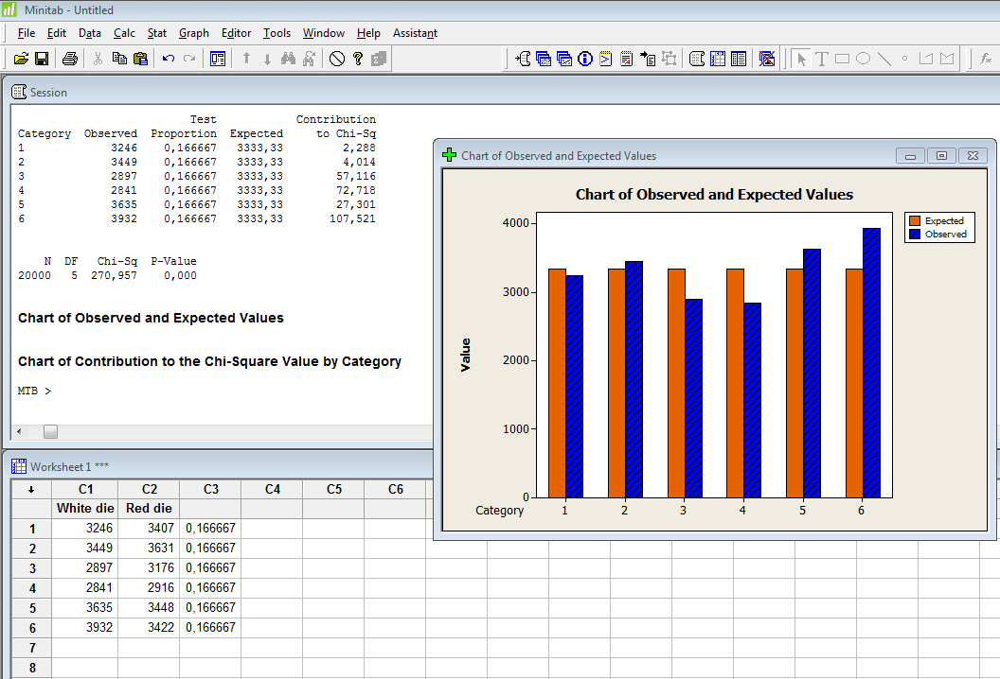 Minitab - Untitled
File Edit Data Calc Stat Graph Editor Tools Window Help Assistant
Session
Test Contribution
Category Observed Proportion Expected to Chi-Sq
1 3246 0,166667 3333,33 2,288
2 3449 0,166667 3333,33 4,014
3 2897 0,166667 3333,33 57,116
4 2841 0,166667 3333,33 72,718
5 3635 0,166667 3333,33 27,301
6 3932 0,166667 3333,33 107,521
N DF Chi-Sq P-Value
20000 5 270,957 0,000
Chart of Observed and Expected Values
Chart of Contribution to the Chi-Square Value by Category
MTB >
Chart of Observed and Expected Values
Chart of Observed and Expected Values
Expected
Observed
4000
3000
2000
1000
0
Value
Category 1 2 3 4 5 6
Worksheet 1 ***
C1 C2 C3 C4 C5 C6
White die Red die
1 3246 3407 0,166667
2 3449 3631 0,166667
3 2897 3176 0,166667
4 2841 2916 0,166667
5 3635 3448 0,166667
6 3932 3422 0,166667
7
8